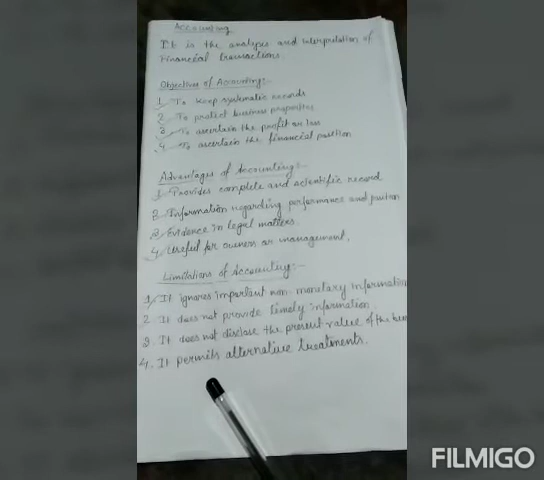 Accounting
It is the analyses and interpretation of
Financial transactions.
Objectives of Accounting:-
1. To keep systematic records
2. To protect business properties
3. To ascertain the profit or loss
4. To ascertain the financial position
Advantages of Accounting:-
1. Provides complete and scientific record
2. Information regarding performance and position
3. Evidence in legal matters.
4. Useful for owners or management.
Limitations of Accounting:-
1. It ignores important non-monetary information
2. It does not provide timely information.
3. It does not disclose the present value of the
4. It permits alternative treatments.
FILMIGO